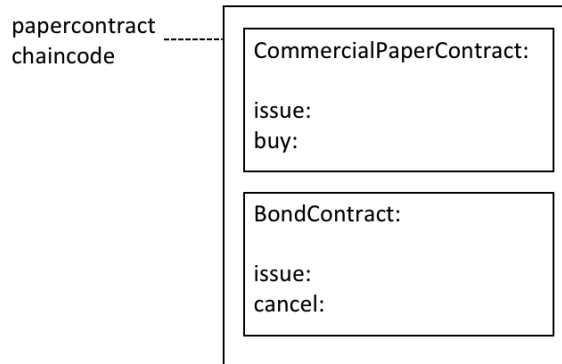 papercontract
chaincode
CommercialPaperContract:
issue:
buy:
BondContract:
issue:
cancel: